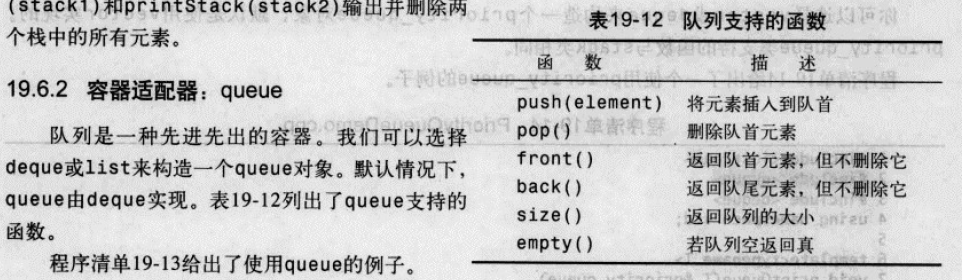 (stack1)和printStack(stack2)输出并删除两
个栈中的所有元素。
19.6.2 容器适配器：queue
队列是一种先进先出的容器。我们可以选择
deque或list来构造一个queue对象。默认情况下，
queue由deque实现。表19-12列出了queue支持的
函数。
程序清单19-13给出了使用queue的例子。
表19-12 队列支持的函数
函 数 描 述
push(element) 将元素插入到队首
pop() 删除队首元素
front() 返回队首元素，但不删除它
back() 返回队尾元素，但不删除它
size() 返回队列的大小
empty() 若队列空返回真